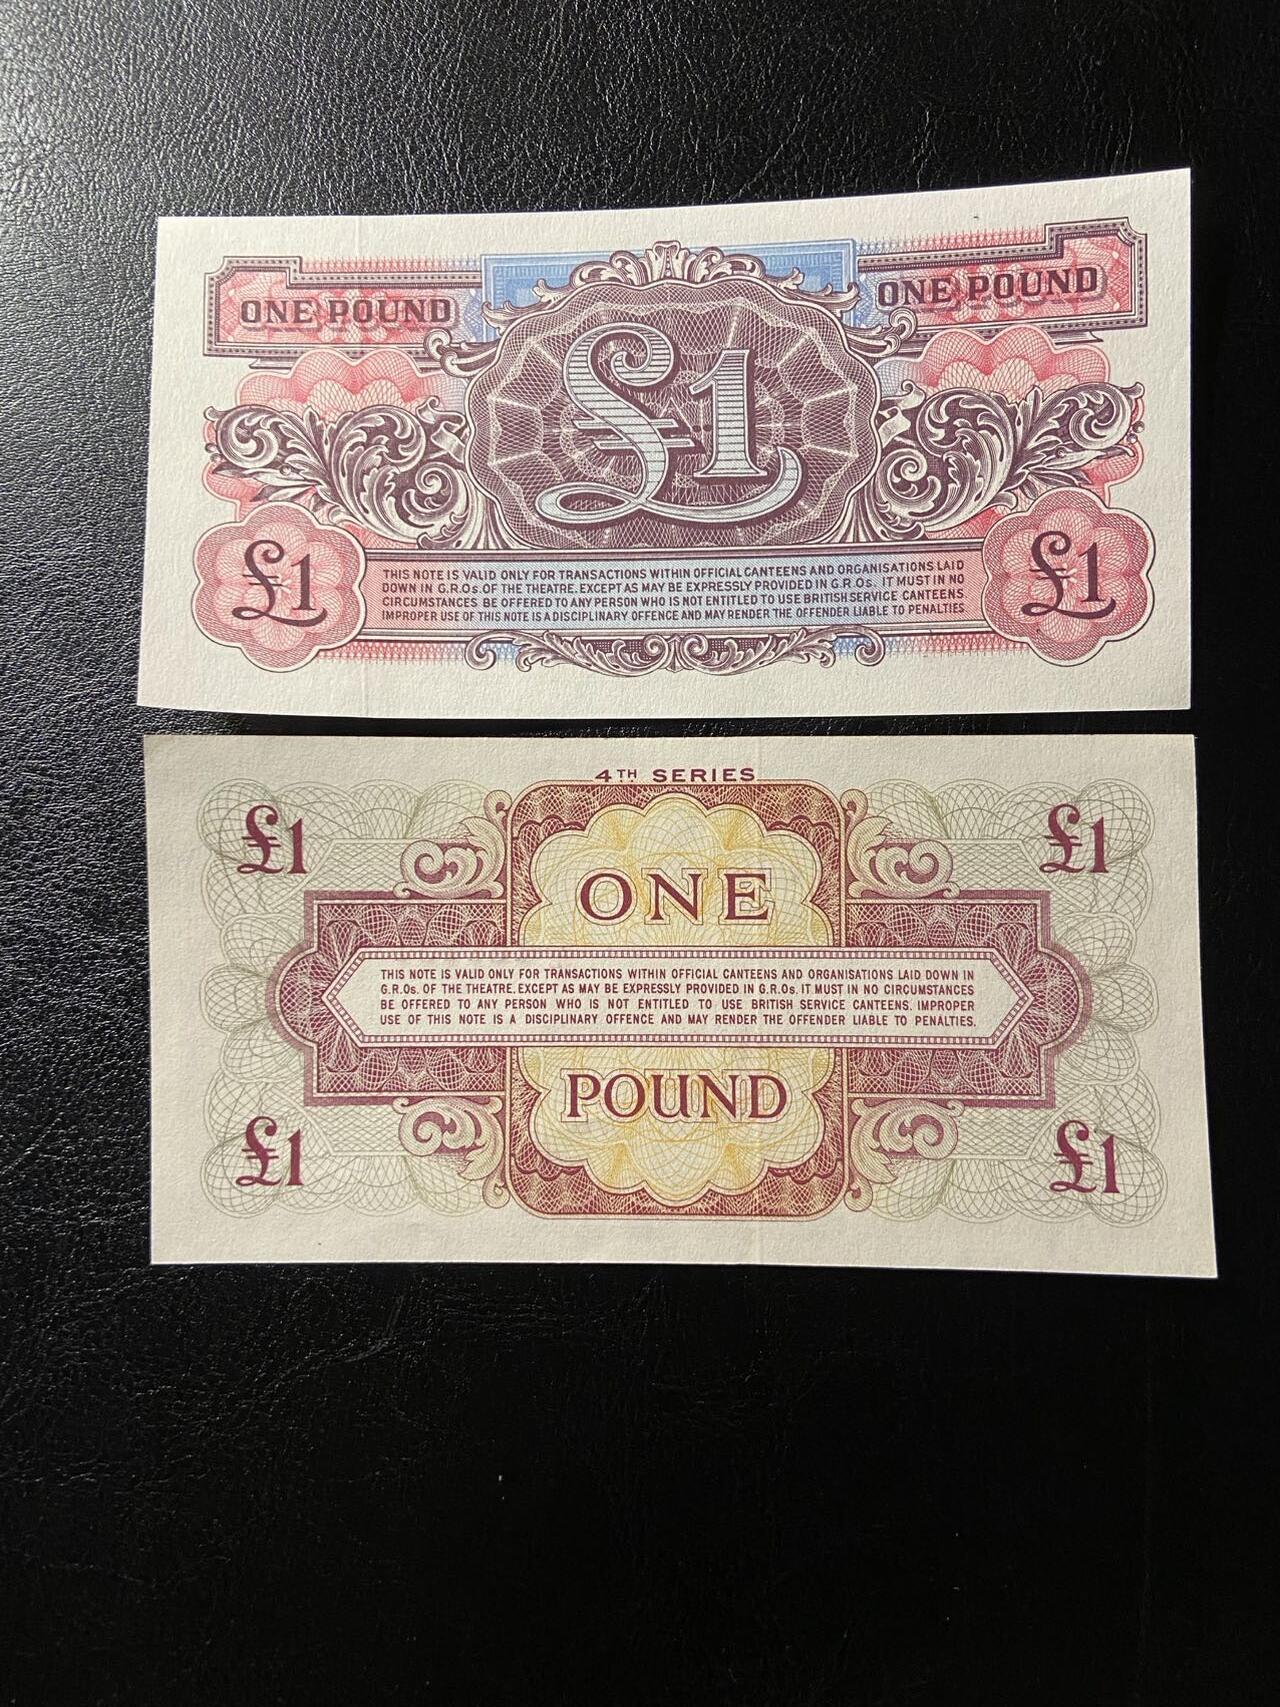 ONE POUND
ONE POUND
£1
£1
£1
THIS NOTE IS VALID ONLY FOR TRANSACTIONS WITHIN OFFICIAL CANTEENS AND ORGANISATIONS LAID
DOWN IN G.R.Os. OF THE THEATRE. EXCEPT AS MAY BE EXPRESSLY PROVIDED IN G.R.Os. IT MUST IN NO
CIRCUMSTANCES BE OFFERED TO ANY PERSON WHO IS NOT ENTITLED TO USE BRITISH SERVICE CANTEENS
IMPROPER USE OF THIS NOTE IS A DISCIPLINARY OFFENCE AND MAY RENDER THE OFFENDER LIABLE TO PENALTIES
4TH SERIES
£1
£1
ONE
THIS NOTE IS VALID ONLY FOR TRANSACTIONS WITHIN OFFICIAL CANTEENS AND ORGANISATIONS LAID DOWN IN
G.R.Os. OF THE THEATRE. EXCEPT AS MAY BE EXPRESSLY PROVIDED IN G.R.Os. IT MUST IN NO CIRCUMSTANCES
BE OFFERED TO ANY PERSON WHO IS NOT ENTITLED TO USE BRITISH SERVICE CANTEENS. IMPROPER
USE OF THIS NOTE IS A DISCIPLINARY OFFENCE AND MAY RENDER THE OFFENDER LIABLE TO PENALTIES.
POUND
£1
£1